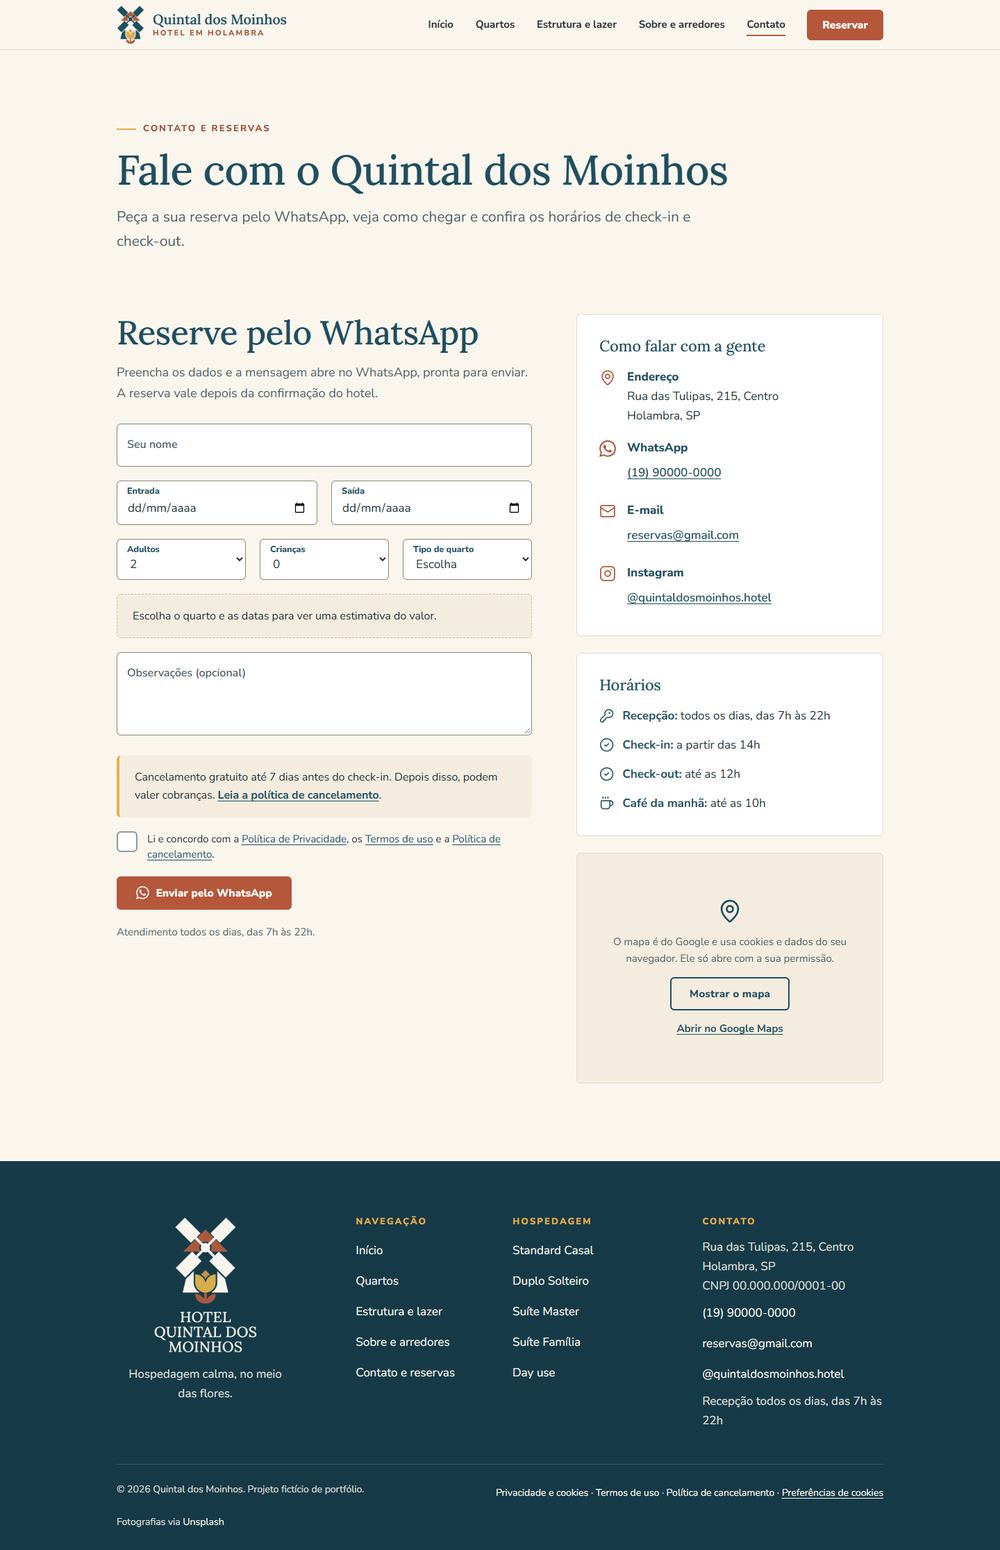 Quintal dos Moinhos
HOTEL EM HOLAMBRA
Início
Quartos
Estrutura e lazer
Sobre e arredores
Contato
Reservar
CONTATO E RESERVAS
Fale com o Quintal dos Moinhos
Peça a sua reserva pelo WhatsApp, veja como chegar e confira os horários de check-in e
check-out.
Reserve pelo WhatsApp
Preencha os dados e a mensagem abre no WhatsApp, pronta para enviar.
A reserva vale depois da confirmação do hotel.
Seu nome
Entrada
dd/mm/aaaa
Saída
dd/mm/aaaa
Adultos
2
Crianças
0
Tipo de quarto
Escolha
Escolha o quarto e as datas para ver uma estimativa do valor.
Observações (opcional)
Cancelamento gratuito até 7 dias antes do check-in. Depois disso, podem
valer cobranças. Leia a política de cancelamento.
Li e concordo com a Política de Privacidade, os Termos de uso e a Política de
cancelamento.
Enviar pelo WhatsApp
Atendimento todos os dias, das 7h às 22h.
Como falar com a gente
Endereço
Rua das Tulipas, 215, Centro
Holambra, SP
WhatsApp
(19) 90000-0000
E-mail
reservas@gmail.com
Instagram
@quintaldosmoinhos.hotel
Horários
Recepção: todos os dias, das 7h às 22h
Check-in: a partir das 14h
Check-out: até as 12h
Café da manhã: até as 10h
O mapa é do Google e usa cookies e dados do seu
navegador. Ele só abre com a sua permissão.
Mostrar o mapa
Abrir no Google Maps
HOTEL
QUINTAL DOS
MOINHOS
Hospedagem calma, no meio
das flores.
NAVEGAÇÃO
Início
Quartos
Estrutura e lazer
Sobre e arredores
Contato e reservas
HOSPEDAGEM
Standard Casal
Duplo Solteiro
Suíte Master
Suíte Família
Day use
CONTATO
Rua das Tulipas, 215, Centro
Holambra, SP
CNPJ 00.000.000/0001-00
(19) 90000-0000
reservas@gmail.com
@quintaldosmoinhos.hotel
Recepção todos os dias, das 7h às
22h
© 2026 Quintal dos Moinhos. Projeto fictício de portfólio.
Privacidade e cookies · Termos de uso · Política de cancelamento · Preferências de cookies
Fotografias via Unsplash